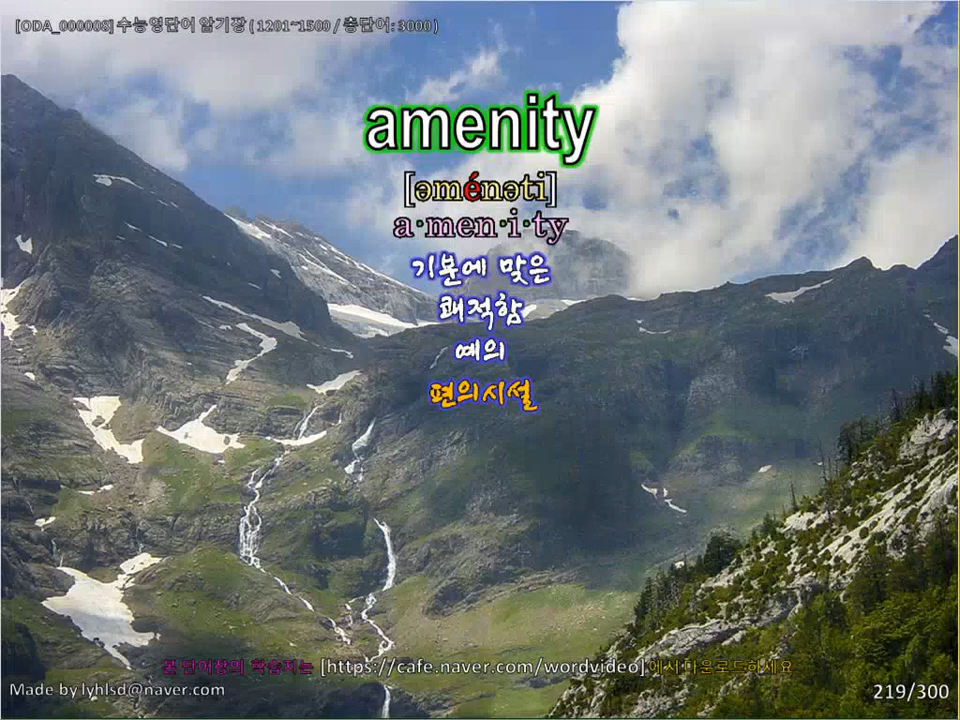 [ODA_000008] 수능영단어 암기장 ( 1201~1500 / 총단어: 3000 )
amenity
[əménəti]
a·men·i·ty
기분에 맞은
쾌적함
예의
편의시설
본 단어장의 학습지는 [https://cafe.naver.com/wordvideo] 에서 다운로드하세요
Made by lyhlsd@naver.com
219/300